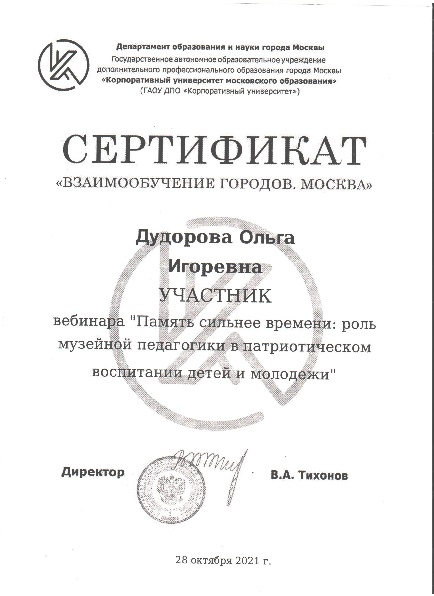 Департамент образования и науки города Москвы
Государственное автономное образовательное учреждение
дополнительного профессионального образования города Москвы
«Корпоративный университет московского образования»
(ГАОУ ДПО «Корпоративный университет»)
СЕРТИФИКАТ
«ВЗАИМООБУЧЕНИЕ ГОРОДОВ. МОСКВА»
Дудорова Ольга
Игоревна
УЧАСТНИК
вебинара "Память сильнее времени: роль
музейной педагогики в патриотическом
воспитании детей и молодежи"
Директор
В.А. Тихонов
28 октября 2021 г.